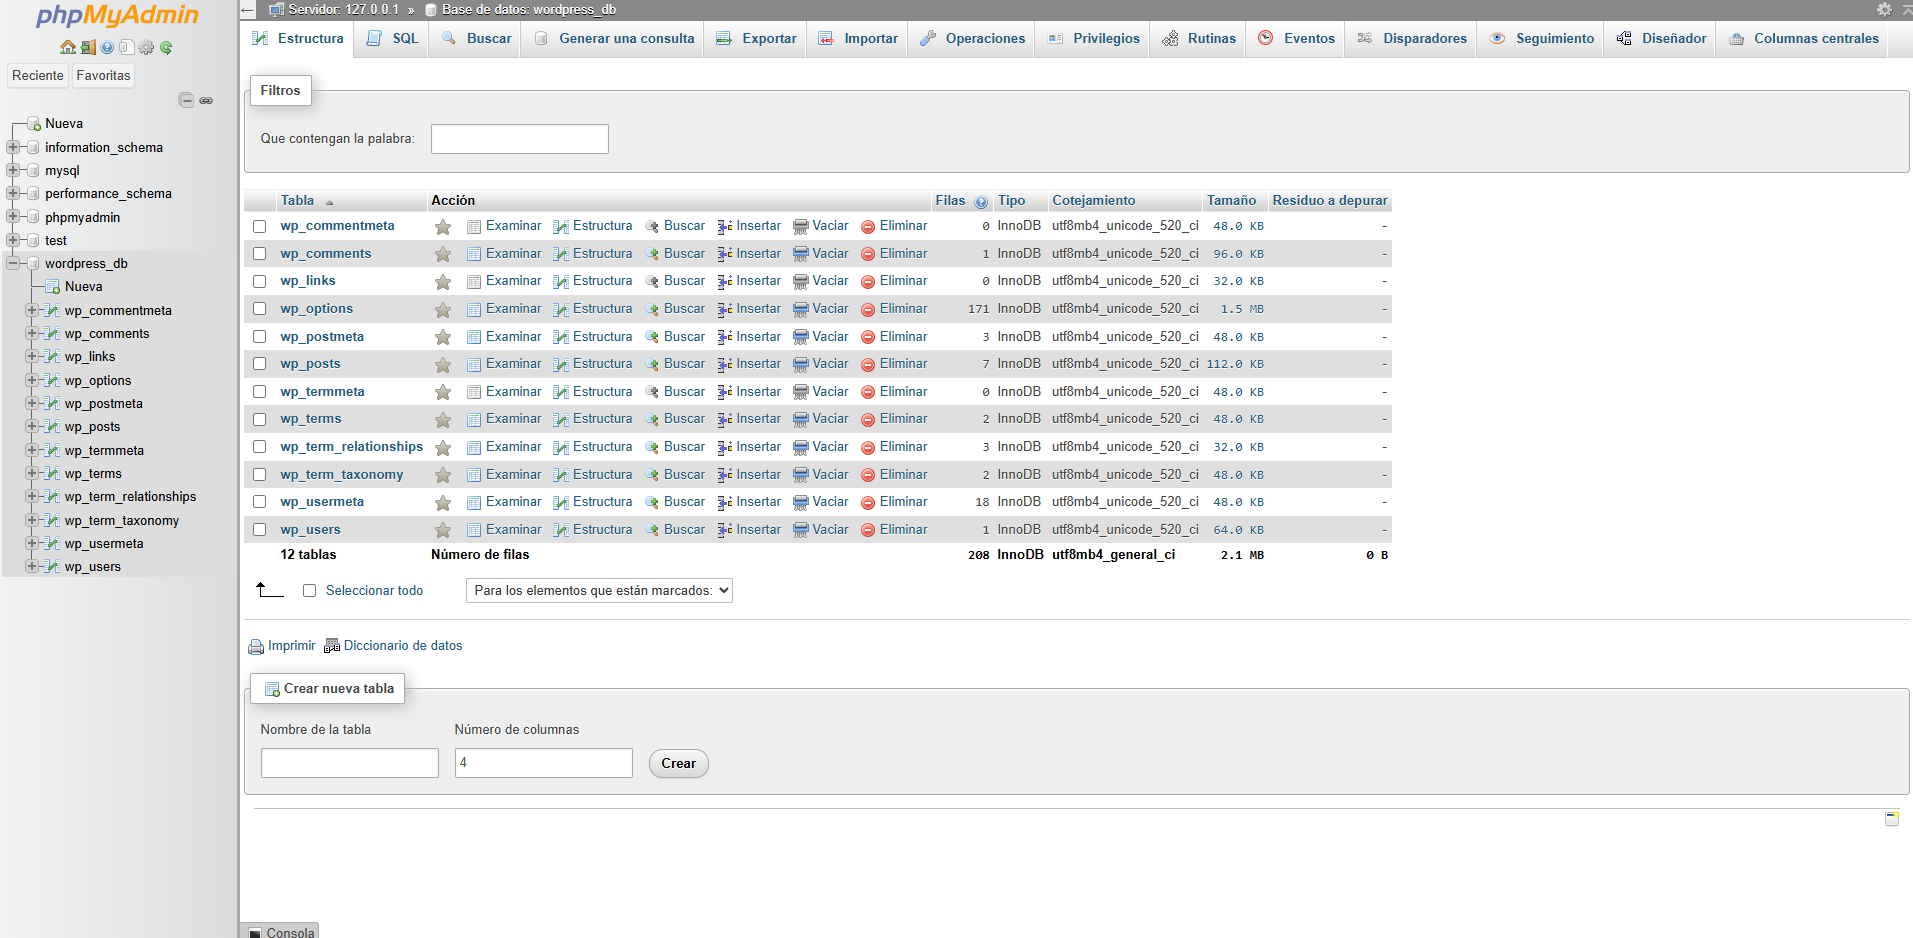 phpMyAdmin
Reciente Favoritas
Nueva
information_schema
mysql
performance_schema
phpmyadmin
test
wordpress_db
Nueva
wp_commentmeta
wp_comments
wp_links
wp_options
wp_postmeta
wp_posts
wp_termmeta
wp_terms
wp_term_relationships
wp_term_taxonomy
wp_usermeta
wp_users
Servidor: 127.0.0.1 » Base de datos: wordpress_db
Estructura SQL Buscar Generar una consulta Exportar Importar Operaciones Privilegios Rutinas Eventos Disparadores Seguimiento Diseñador Columnas centrales
Filtros
Que contengan la palabra:
Tabla Acción Filas Tipo Cotejamiento Tamaño Residuo a depurar
wp_commentmeta Examinar Estructura Buscar Insertar Vaciar Eliminar 0 InnoDB utf8mb4_unicode_520_ci 48.0 KB -
wp_comments Examinar Estructura Buscar Insertar Vaciar Eliminar 1 InnoDB utf8mb4_unicode_520_ci 96.0 KB -
wp_links Examinar Estructura Buscar Insertar Vaciar Eliminar 0 InnoDB utf8mb4_unicode_520_ci 32.0 KB -
wp_options Examinar Estructura Buscar Insertar Vaciar Eliminar 171 InnoDB utf8mb4_unicode_520_ci 1.5 MB -
wp_postmeta Examinar Estructura Buscar Insertar Vaciar Eliminar 3 InnoDB utf8mb4_unicode_520_ci 48.0 KB -
wp_posts Examinar Estructura Buscar Insertar Vaciar Eliminar 7 InnoDB utf8mb4_unicode_520_ci 112.0 KB -
wp_termmeta Examinar Estructura Buscar Insertar Vaciar Eliminar 0 InnoDB utf8mb4_unicode_520_ci 48.0 KB -
wp_terms Examinar Estructura Buscar Insertar Vaciar Eliminar 2 InnoDB utf8mb4_unicode_520_ci 48.0 KB -
wp_term_relationships Examinar Estructura Buscar Insertar Vaciar Eliminar 3 InnoDB utf8mb4_unicode_520_ci 32.0 KB -
wp_term_taxonomy Examinar Estructura Buscar Insertar Vaciar Eliminar 2 InnoDB utf8mb4_unicode_520_ci 48.0 KB -
wp_usermeta Examinar Estructura Buscar Insertar Vaciar Eliminar 18 InnoDB utf8mb4_unicode_520_ci 48.0 KB -
wp_users Examinar Estructura Buscar Insertar Vaciar Eliminar 1 InnoDB utf8mb4_unicode_520_ci 64.0 KB -
12 tablas Número de filas 208 InnoDB utf8mb4_general_ci 2.1 MB 0 B
Seleccionar todo Para los elementos que están marcados:
Imprimir Diccionario de datos
Crear nueva tabla
Nombre de la tabla Número de columnas
4 Crear
Consola